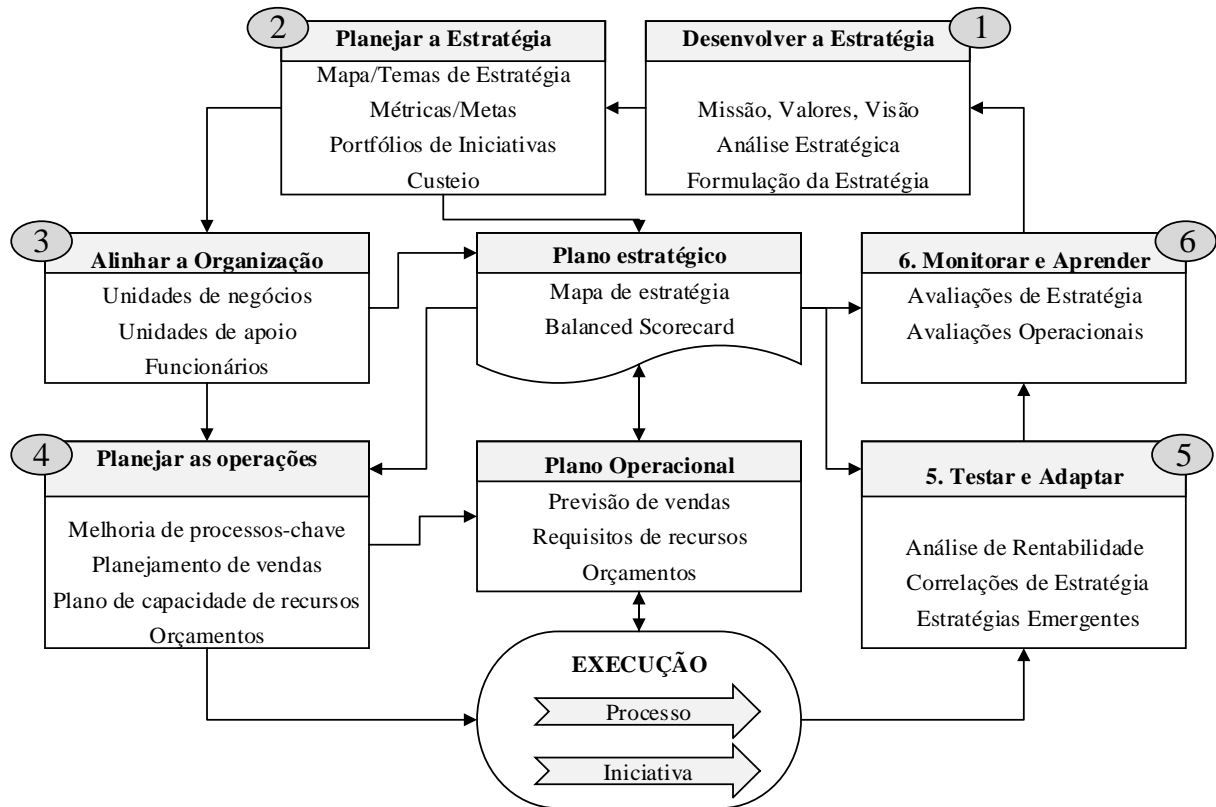 2
Planejar a Estratégia
Mapa/Temas de Estratégia
Métricas/Metas
Portfólios de Iniciativas
Custeio
1
Desenvolver a Estratégia
Missão, Valores, Visão
Análise Estratégica
Formulação da Estratégia
3
Alinhar a Organização
Unidades de negócios
Unidades de apoio
Funcionários
Plano estratégico
Mapa de estratégia
Balanced Scorecard
6
6. Monitorar e Aprender
Avaliações de Estratégia
Avaliações Operacionais
4
Planejar as operações
Melhoria de processos-chave
Planejamento de vendas
Plano de capacidade de recursos
Orçamentos
Plano Operacional
Previsão de vendas
Requisitos de recursos
Orçamentos
5
5. Testar e Adaptar
Análise de Rentabilidade
Correlações de Estratégia
Estratégias Emergentes
EXECUÇÃO
Processo
Iniciativa